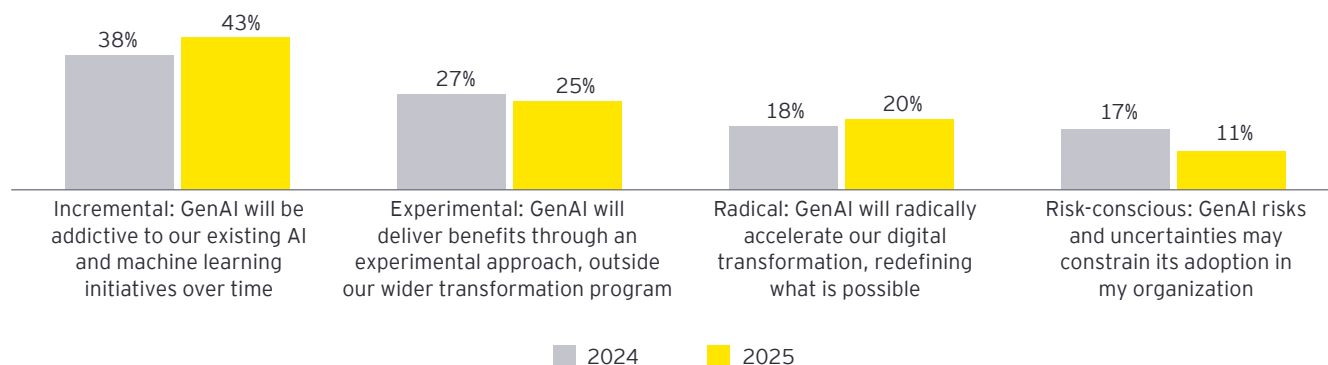 38%
43%
27%
25%
18%
20%
17%
11%
Incremental: GenAI will be
addictive to our existing AI
and machine learning
initiatives over time
Experimental: GenAI will
deliver benefits through an
experimental approach, outside
our wider transformation program
Radical: GenAI will radically
accelerate our digital
transformation, redefining
what is possible
Risk-conscious: GenAI risks
and uncertainties may
constrain its adoption in
my organization
2024
2025